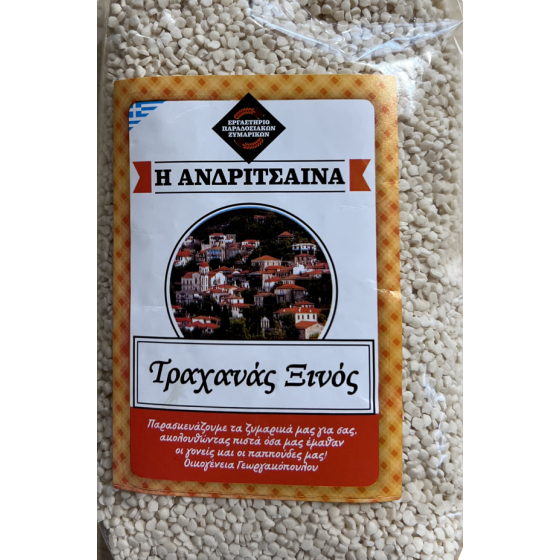 ΕΡΓΑΣΤΗΡΙΟ
ΠΑΡΑΔΟΣΙΑΚΩΝ
ΖΥΜΑΡΙΚΩΝ
Η ΑΝΔΡΙΤΣΑΙΝΑ
Τραχανάς Ξινός
Παρασκευάζουμε τα ζυμαρικά μας για σας,
ακολουθώντας πιστά όσα μας έμαθαν
οι γονείς και οι παππούδες μας!
Οικογένεια Γεωργακόπουλου